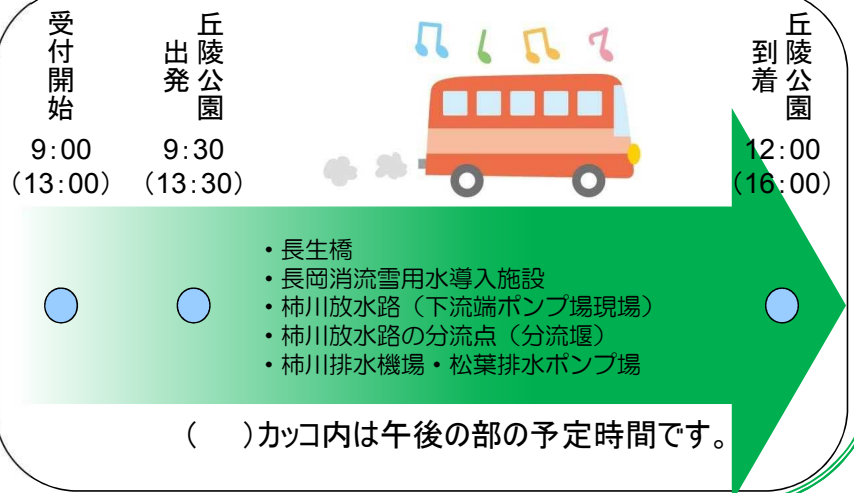 受付開始
9:00
(13:00)
丘陵公園
出発
9:30
(13:30)
丘陵公園
到着
12:00
(16:00)
・長生橋
・長岡消流雪用水導入施設
・柿川放水路（下流端ポンプ場現場）
・柿川放水路の分流点（分流堰）
・柿川排水機場・松葉排水ポンプ場
(　)カッコ内は午後の部の予定時間です。